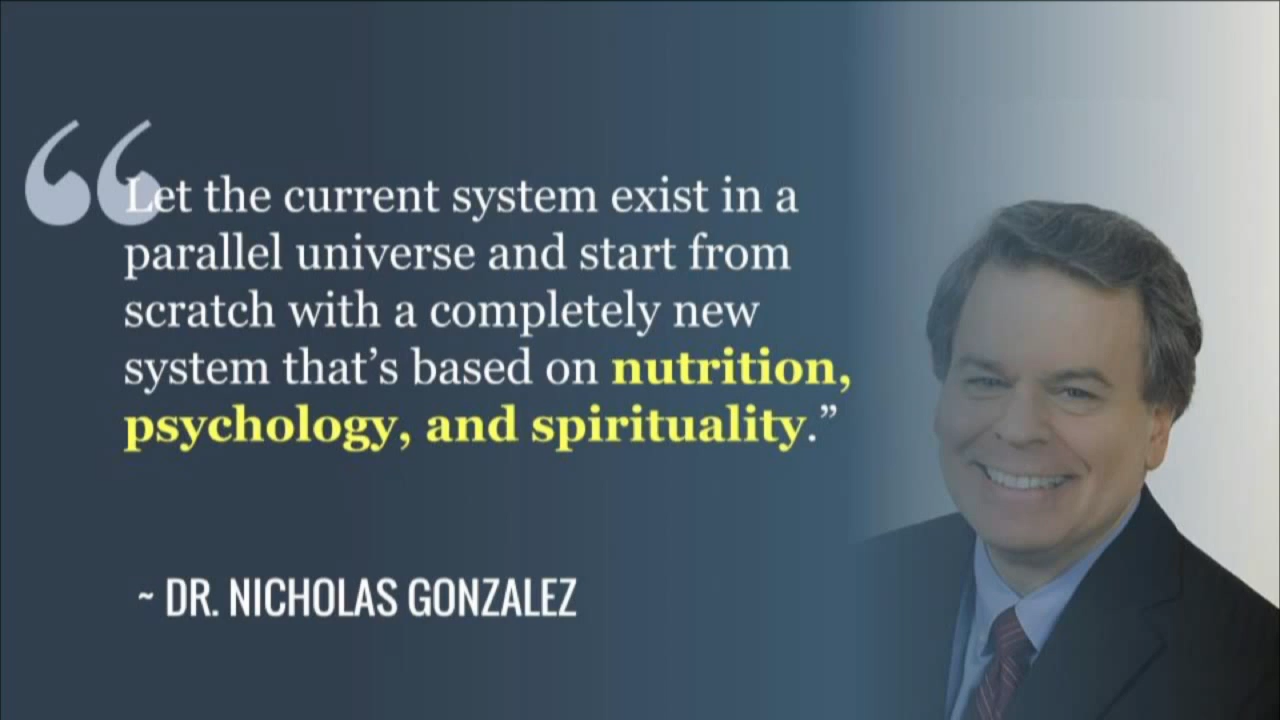 “Let the current system exist in a
parallel universe and start from
scratch with a completely new
system that’s based on nutrition,
psychology, and spirituality.”
~ DR. NICHOLAS GONZALEZ